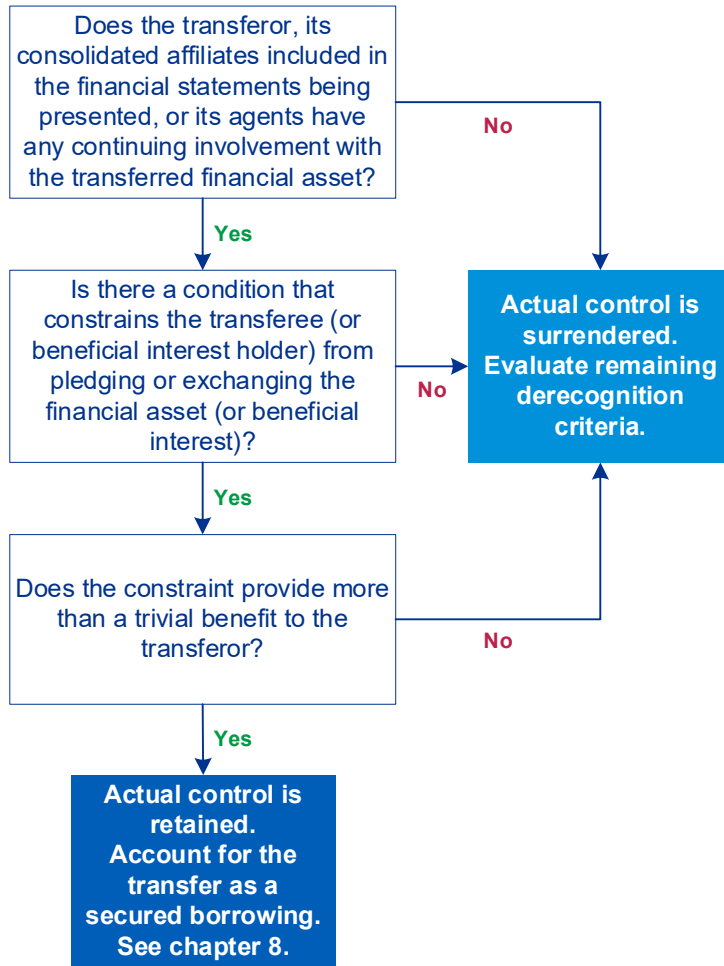 Does the transferor, its
consolidated affiliates included in
the financial statements being
presented, or its agents have
any continuing involvement with
the transferred financial asset?
No
Yes
Is there a condition that
constrains the transferee (or
beneficial interest holder) from
pledging or exchanging the
financial asset (or beneficial
interest)?
No
Actual control is
surrendered.
Evaluate remaining
derecognition
criteria.
Yes
Does the constraint provide more
than a trivial benefit to the
transferor?
No
Yes
Actual control is
retained.
Account for the
transfer as a
secured borrowing.
See chapter 8.